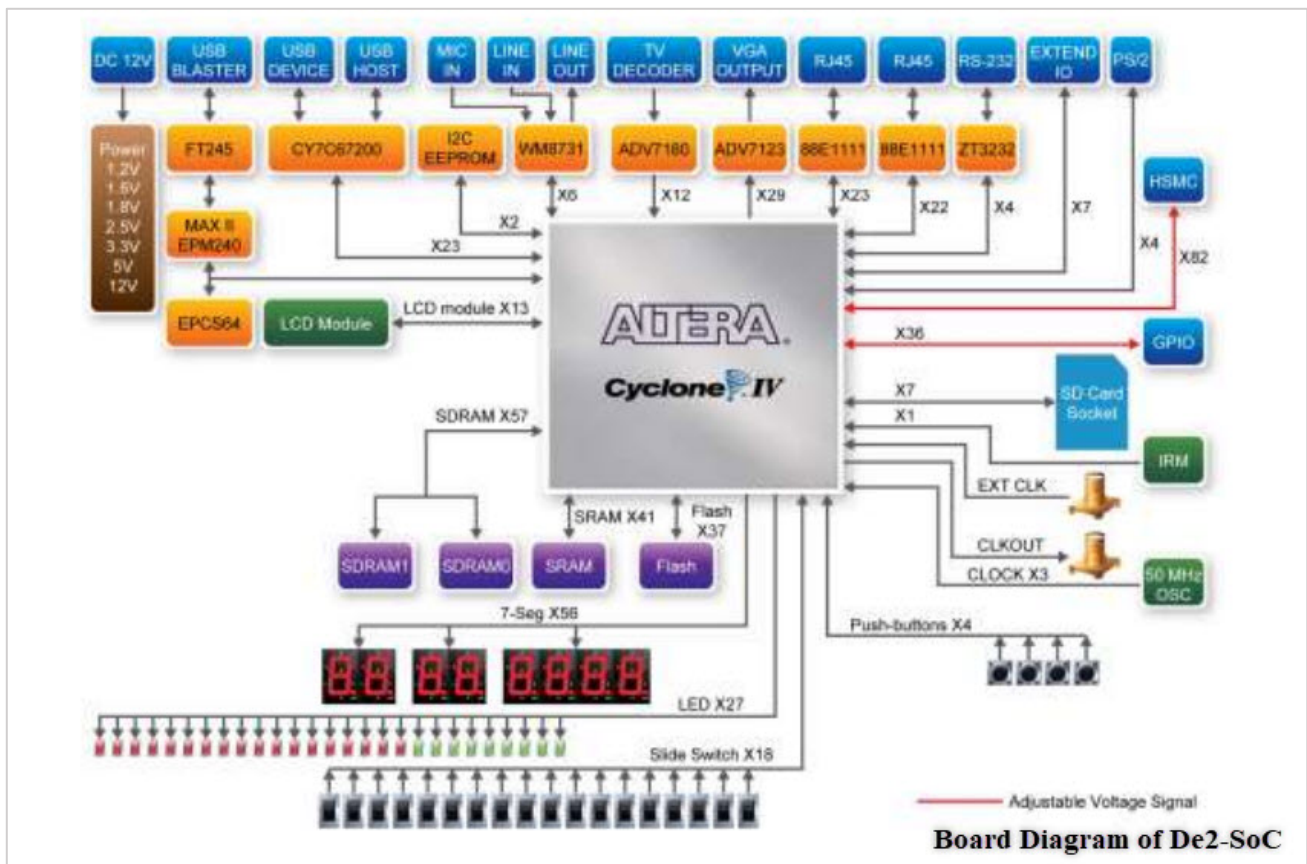 DC 12V
USB
BLASTER
USB
DEVICE
USB
HOST
MIC
IN
LINE
IN
LINE
OUT
TV
DECODER
VGA
OUTPUT
RJ45
RJ45
RS-232
EXTEND
IO
PS/2
Power
1.2V
1.5V
1.8V
2.5V
3.3V
5V
12V
FT245
CY7C67200
I2C
EEPROM
WM8731
ADV7180
ADV7123
88E1111
88E1111
ZT3232
HSMC
X6
X12
X29
X23
X22
X4
X7
X4
X82
MAX II
EPM240
X2
X23
EPCS64
LCD Module
LCD module X13
ALTERA
Cyclone IV
X36
GPIO
X7
SD-Card
Socket
X1
IRM
SDRAM X57
EXT CLK
SRAM X41
Flash
X37
CLKOUT
CLOCK X3
50 MHz
OSC
SDRAM1
SDRAM0
SRAM
Flash
7-Seg X56
Push-buttons X4
88
88
8888
LED X27
Slide Switch X18
Adjustable Voltage Signal
Board Diagram of De2-SoC